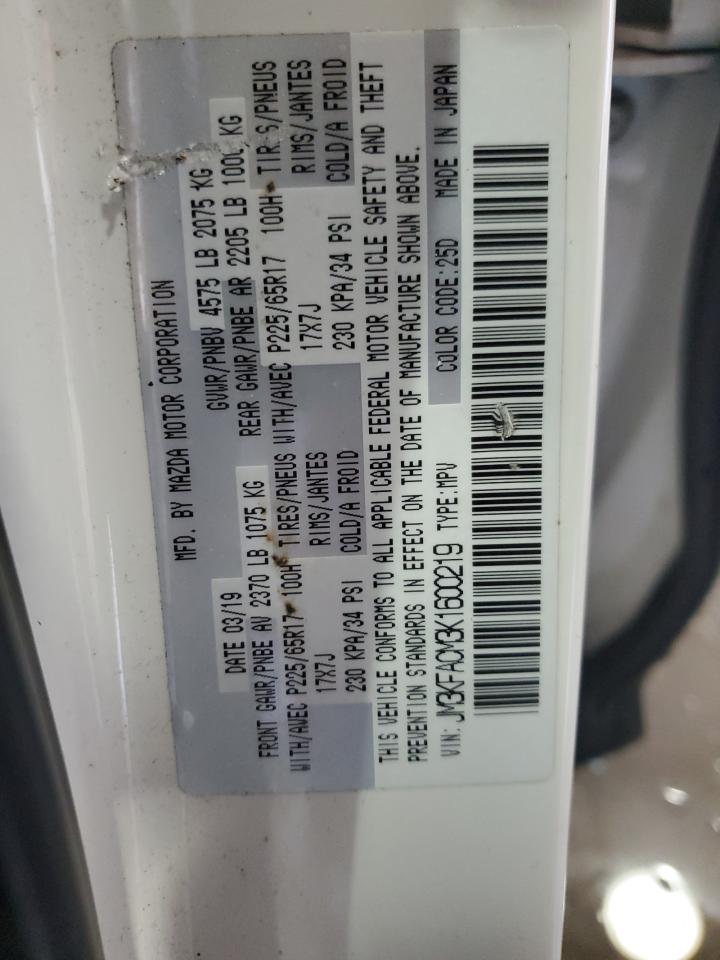 MFD. BY MAZDA MOTOR CORPORATION
DATE 03/19 GVWR/PNBV 4575 LB 2075 KG
FRONT GAWR/PNBE AV 2370 LB 1075 KG REAR GAWR/PNBE AR 2205 LB 1000 KG
WITH/AVEC P225/65R17 100H TIRES/PNEUS WITH/AVEC P225/65R17 100H TIRES/PNEUS
17X7J RIMS/JANTES 17X7J RIMS/JANTES
230 KPA/34 PSI COLD/A FROID 230 KPA/34 PSI COLD/A FROID
THIS VEHICLE CONFORMS TO ALL APPLICABLE FEDERAL MOTOR VEHICLE SAFETY AND THEFT
PREVENTION STANDARDS IN EFFECT ON THE DATE OF MANUFACTURE SHOWN ABOVE.
VIN: JM3KFACM3K1600219 TYPE:MPV COLOR CODE:25D MADE IN JAPAN